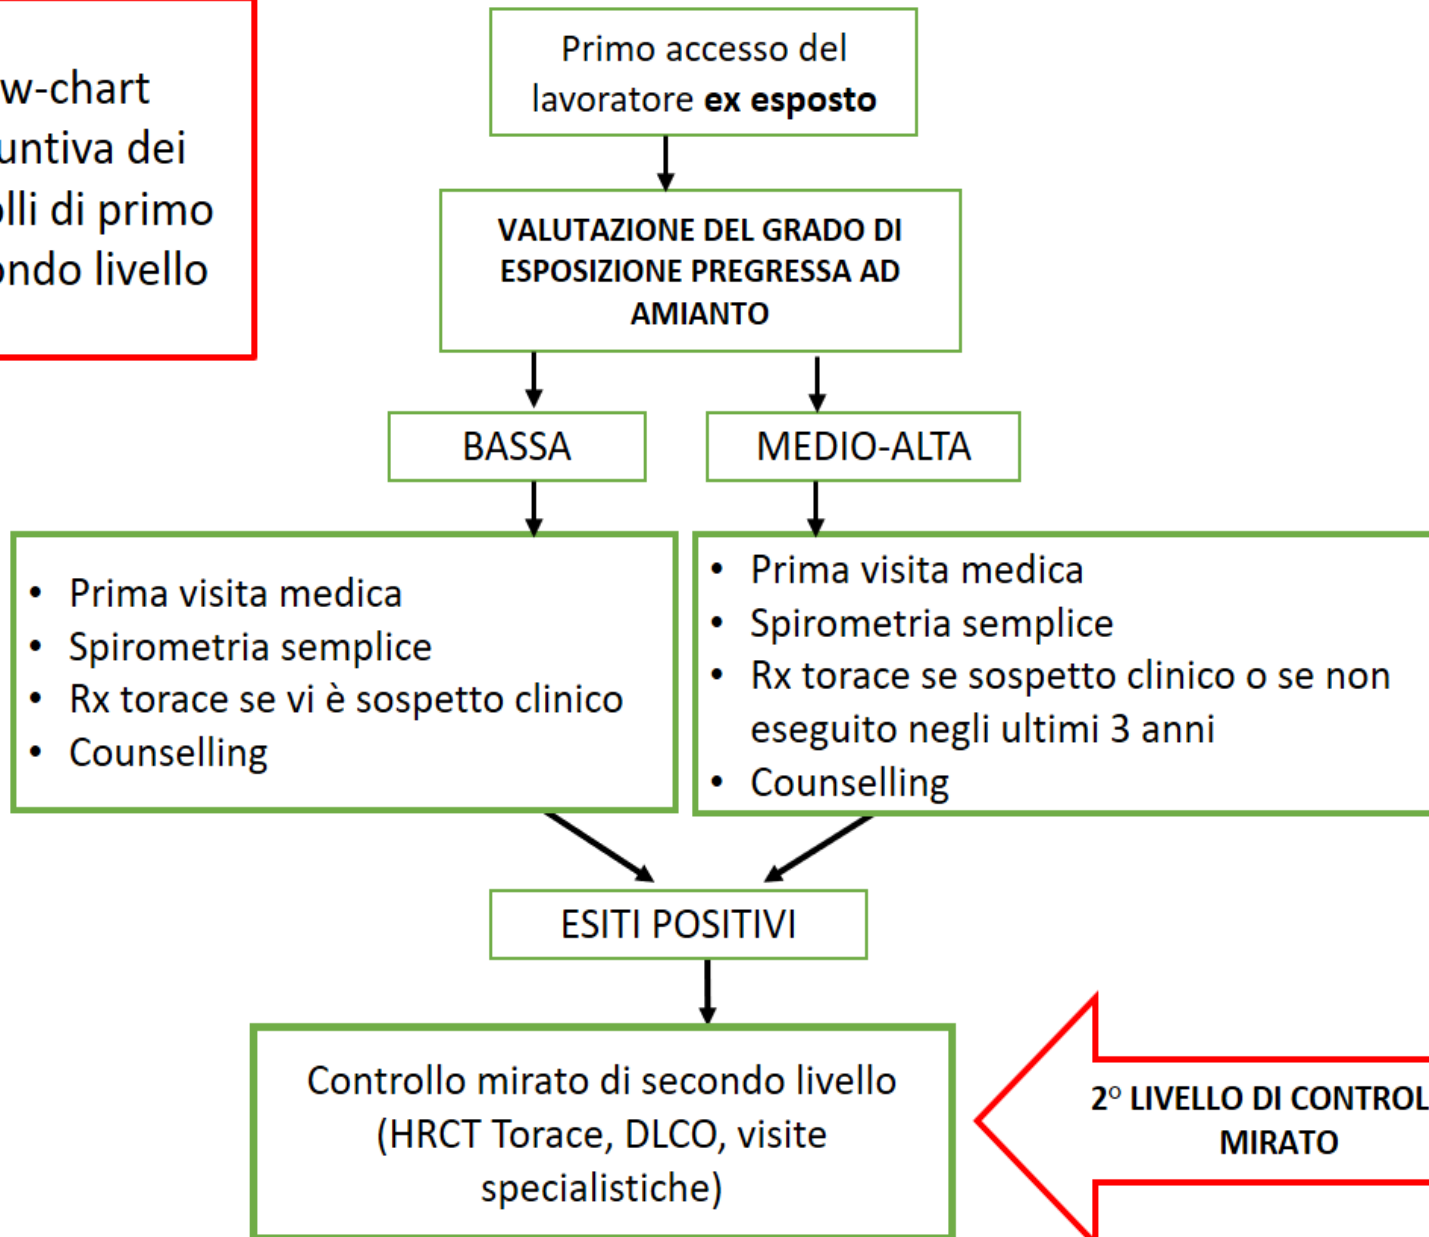 w-chart
untiva dei
olli di primo
ondo livello
Primo accesso del
lavoratore ex esposto
VALUTAZIONE DEL GRADO DI
ESPOSIZIONE PREGRESSA AD
AMIANTO
BASSA
MEDIO-ALTA
• Prima visita medica
• Spirometria semplice
• Rx torace se vi è sospetto clinico
• Counselling
• Prima visita medica
• Spirometria semplice
• Rx torace se sospetto clinico o se non
eseguito negli ultimi 3 anni
• Counselling
ESITI POSITIVI
Controllo mirato di secondo livello
(HRCT Torace, DLCO, visite
specialistiche)
2° LIVELLO DI CONTROL
MIRATO